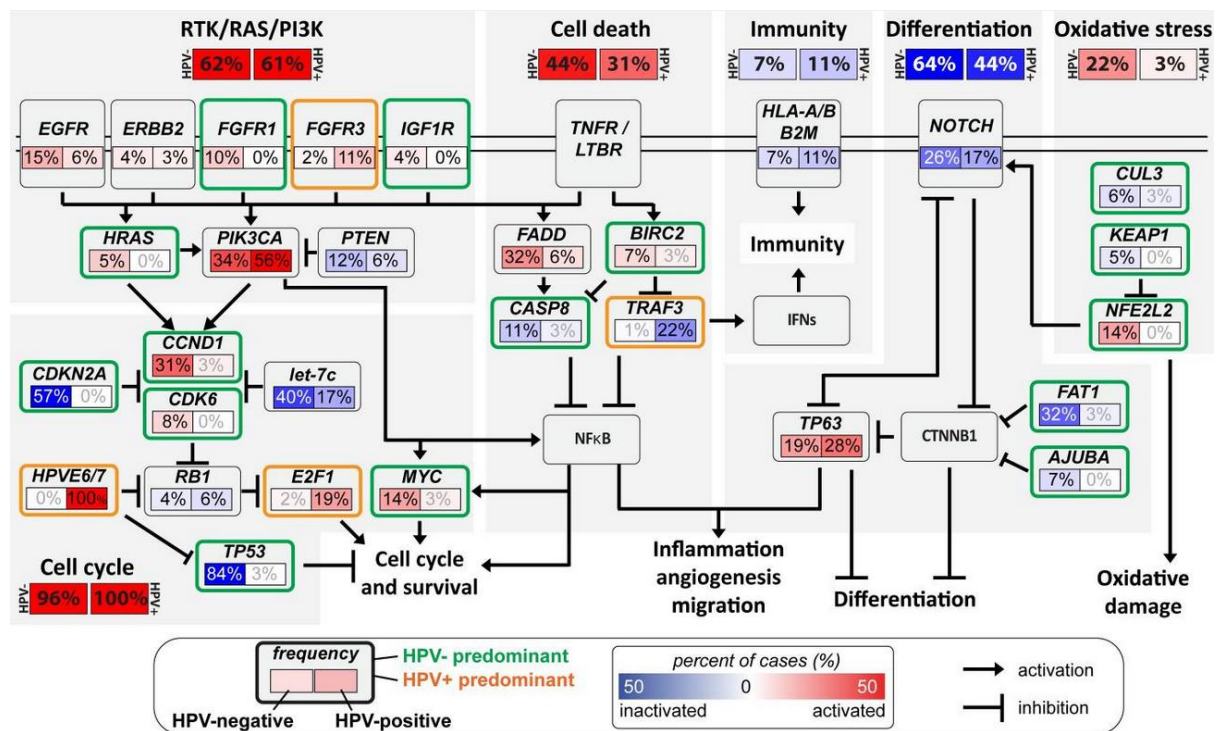 RTK/RAS/PI3K
HPV- 62% 61% HPV+
Cell death
HPV- 44% 31% HPV+
Immunity
HPV- 7% 11% HPV+
Differentiation
HPV- 64% 44% HPV+
Oxidative stress
HPV- 22% 3% HPV+
EGFR
15% 6%
ERBB2
4% 3%
FGFR1
10% 0%
FGFR3
2% 11%
IGF1R
4% 0%
TNFR /
LTBR
HLA-A/B
B2M
7% 11%
NOTCH
26% 17%
CUL3
6% 3%
HRAS
5% 0%
PIK3CA
34% 56%
PTEN
12% 6%
FADD
32% 6%
BIRC2
7% 3%
Immunity
KEAP1
5% 0%
CASP8
11% 3%
TRAF3
1% 22%
IFNs
NFE2L2
14% 0%
CCND1
31% 3%
CDKN2A
57% 0%
let-7c
40% 17%
CDK6
8% 0%
NFκB
TP63
19% 28%
CTNNB1
FAT1
32% 3%
AJUBA
7% 0%
HPVE6/7
0% 100%
RB1
4% 6%
E2F1
2% 19%
MYC
14% 3%
TP53
84% 3%
Cell cycle
and survival
Cell cycle
HPV- 96% 100% HPV+
Inflammation
angiogenesis
migration
Differentiation
Oxidative
damage
frequency
HPV- predominant
HPV+ predominant
HPV-negative
HPV-positive
percent of cases (%)
50 0 50
inactivated activated
activation
inhibition